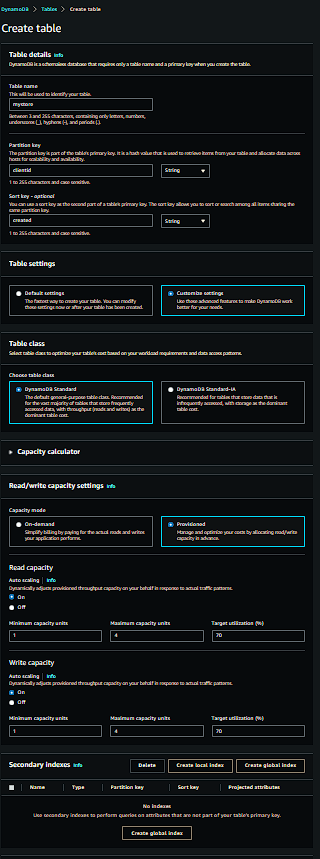 DynamoDB > Tables > Create table
Create table
Table details Info
DynamoDB is a schemaless database that requires only a table name and a primary key when you create the table.
Table name
This will be used to identify your table.
mystore
Between 3 and 255 characters, containing only letters, numbers,
underscores (_), hyphens (-), and periods (.).
Partition key
The partition key is part of the table's primary key. It is a hash value that is used to retrieve items from your table and allocate data across
hosts for scalability and availability.
clientid
String
1 to 255 characters and case sensitive.
Sort key - optional
You can use a sort key as the second part of a table's primary key. The sort key allows you to sort or search among all items sharing the
same partition key.
created
String
1 to 255 characters and case sensitive.
Table settings
Default settings
The fastest way to create your table. You can modify
these settings now or after your table has been created.
Customize settings
Use these advanced features to make DynamoDB work
better for your needs.
Table class
Select table class to optimize your table's cost based on your workload requirements and data access patterns.
Choose table class
DynamoDB Standard
The default general-purpose table class. Recommended
for the vast majority of tables that store frequently
accessed data, with throughput (reads and writes) as the
dominant table cost.
DynamoDB Standard-IA
Recommended for tables that store data that is
infrequently accessed, with storage as the dominant
table cost.
Capacity calculator
Read/write capacity settings Info
Capacity mode
On-demand
Simplify billing by paying for the actual reads and writes
your application performs.
Provisioned
Manage and optimize your costs by allocating read/write
capacity in advance.
Read capacity
Auto scaling Info
Dynamically adjusts provisioned throughput capacity on your behalf in response to actual traffic patterns.
On
Off
Minimum capacity units
Maximum capacity units
Target utilization (%)
1
4
70
Write capacity
Auto scaling Info
Dynamically adjusts provisioned throughput capacity on your behalf in response to actual traffic patterns.
On
Off
Minimum capacity units
Maximum capacity units
Target utilization (%)
1
4
70
Secondary indexes Info
Delete
Create local index
Create global index
Name
Type
Partition key
Sort key
Projected attributes
No indexes
Use secondary indexes to perform queries on attributes that are not part of your table's primary key.
Create global index